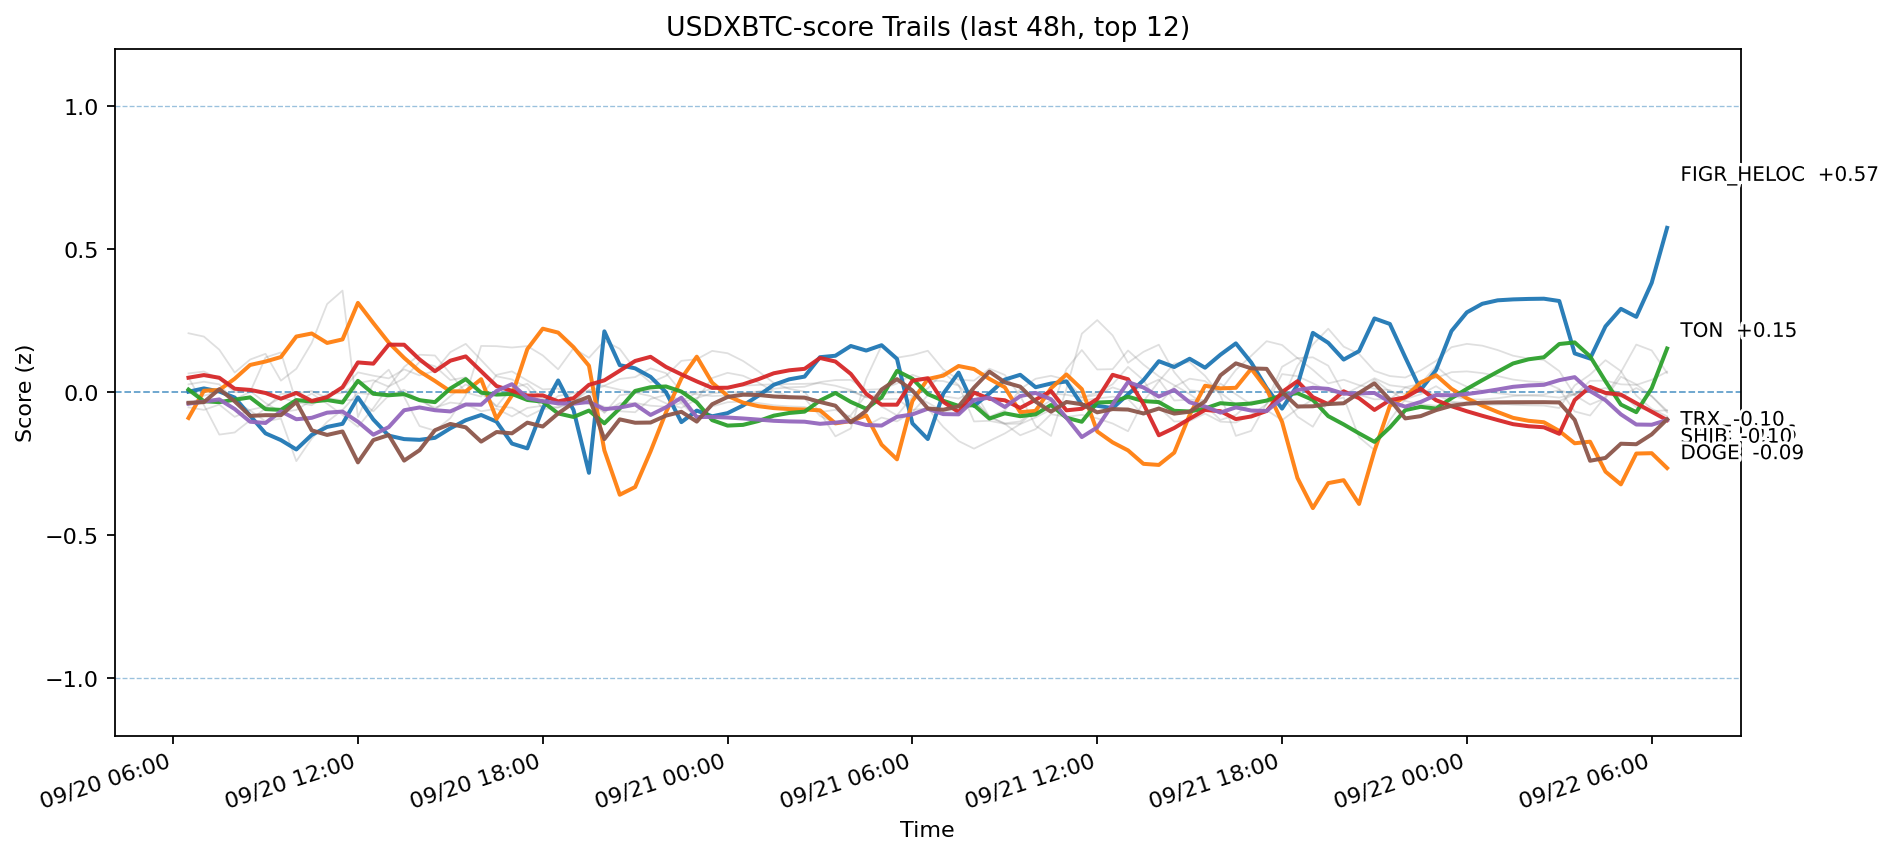 USDXBTC-score Trails (last 48h, top 12)
Score (z)
1.0
0.5
0.0
−0.5
−1.0
FIGR_HELOC +0.57
TON +0.15
TRX -0.10
SHIB -0.10
DOGE -0.09
09/20 06:00
09/20 12:00
09/20 18:00
09/21 00:00
09/21 06:00
09/21 12:00
09/21 18:00
09/22 00:00
09/22 06:00
Time